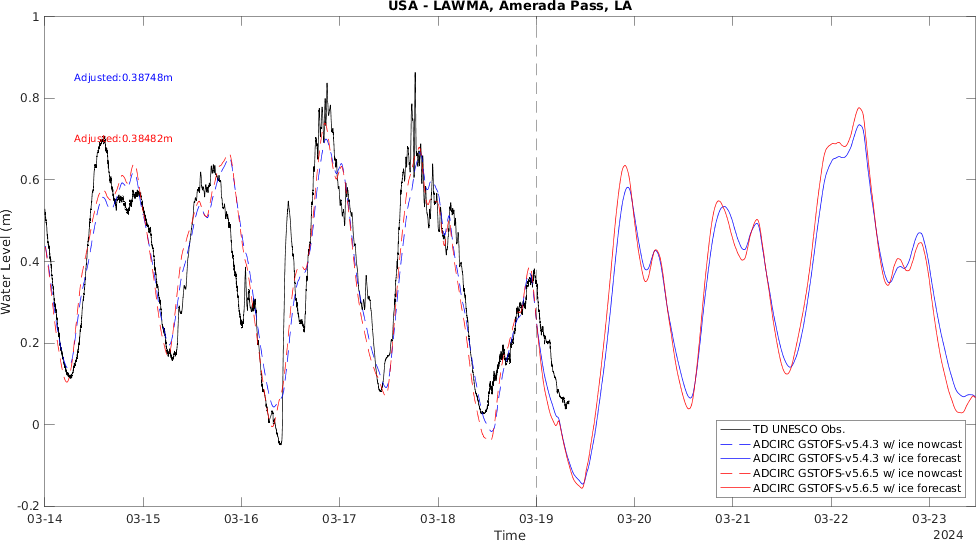 USA - LAWMA, Amerada Pass, LA
Water Level (m)
1
0.8
0.6
0.4
0.2
0
-0.2
Adjusted:0.38748m
Adjusted:0.38482m
TD UNESCO Obs.
ADCIRC GSTOFS-v5.4.3 w/ ice nowcast
ADCIRC GSTOFS-v5.4.3 w/ ice forecast
ADCIRC GSTOFS-v5.6.5 w/ ice nowcast
ADCIRC GSTOFS-v5.6.5 w/ ice forecast
03-14 03-15 03-16 03-17 03-18 03-19 03-20 03-21 03-22 03-23
Time
2024